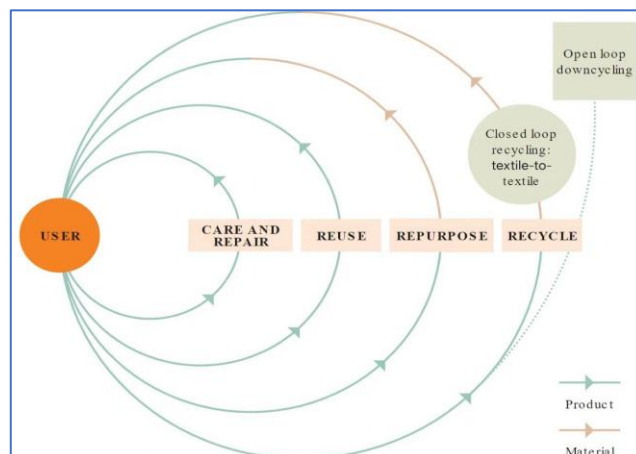 Open loop
downcycling
Closed loop
recycling:
textile-to-
textile
USER
CARE AND
REPAIR
REUSE
REPURPOSE
RECYCLE
Product
Material